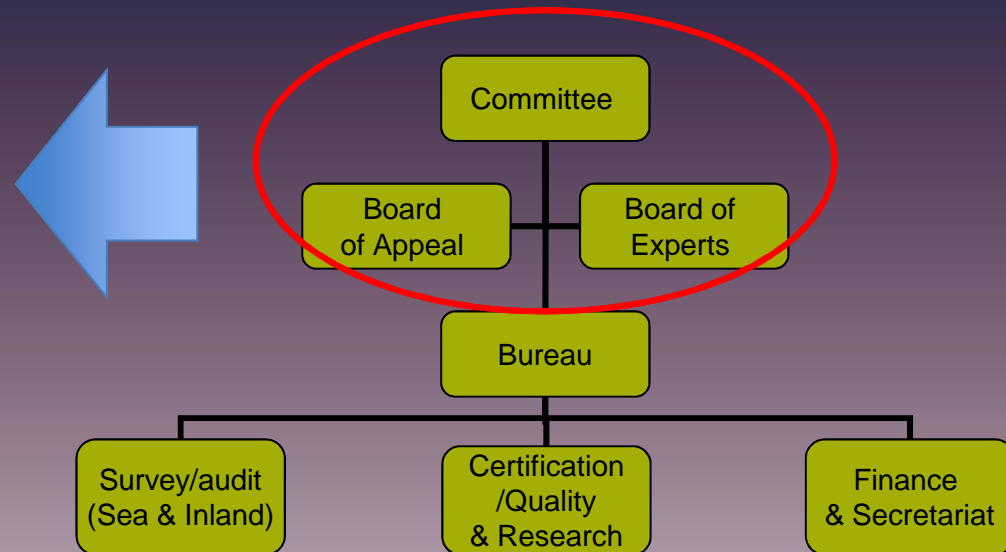 Committee
Board
of Appeal
Board of
Experts
Bureau
Survey/audit
(Sea & Inland)
Certification
/Quality
& Research
Finance
& Secretariat